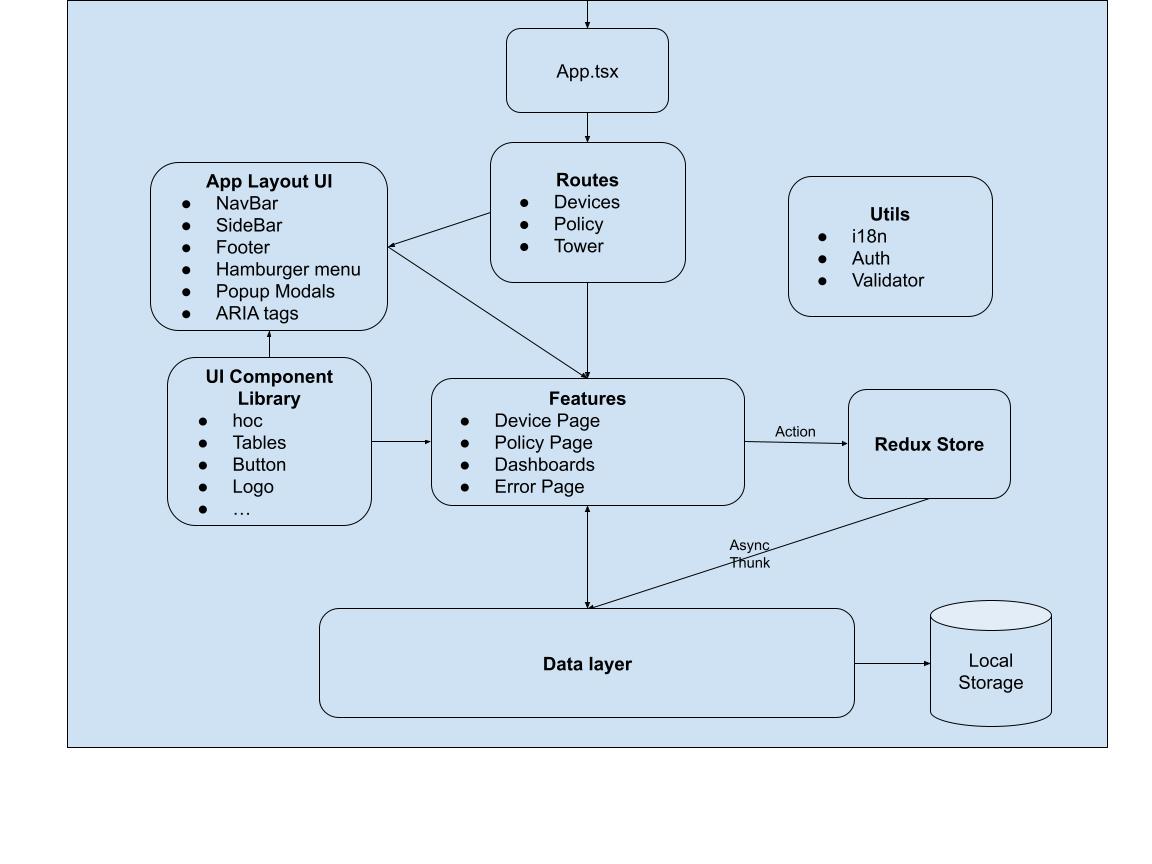 App.tsx
App Layout UI
● NavBar
● SideBar
● Footer
● Hamburger menu
● Popup Modals
● ARIA tags
Routes
● Devices
● Policy
● Tower
Utils
● i18n
● Auth
● Validator
UI Component
Library
● hoc
● Tables
● Button
● Logo
● …
Features
● Device Page
● Policy Page
● Dashboards
● Error Page
Action
Redux Store
Async
Thunk
Data layer
Local
Storage